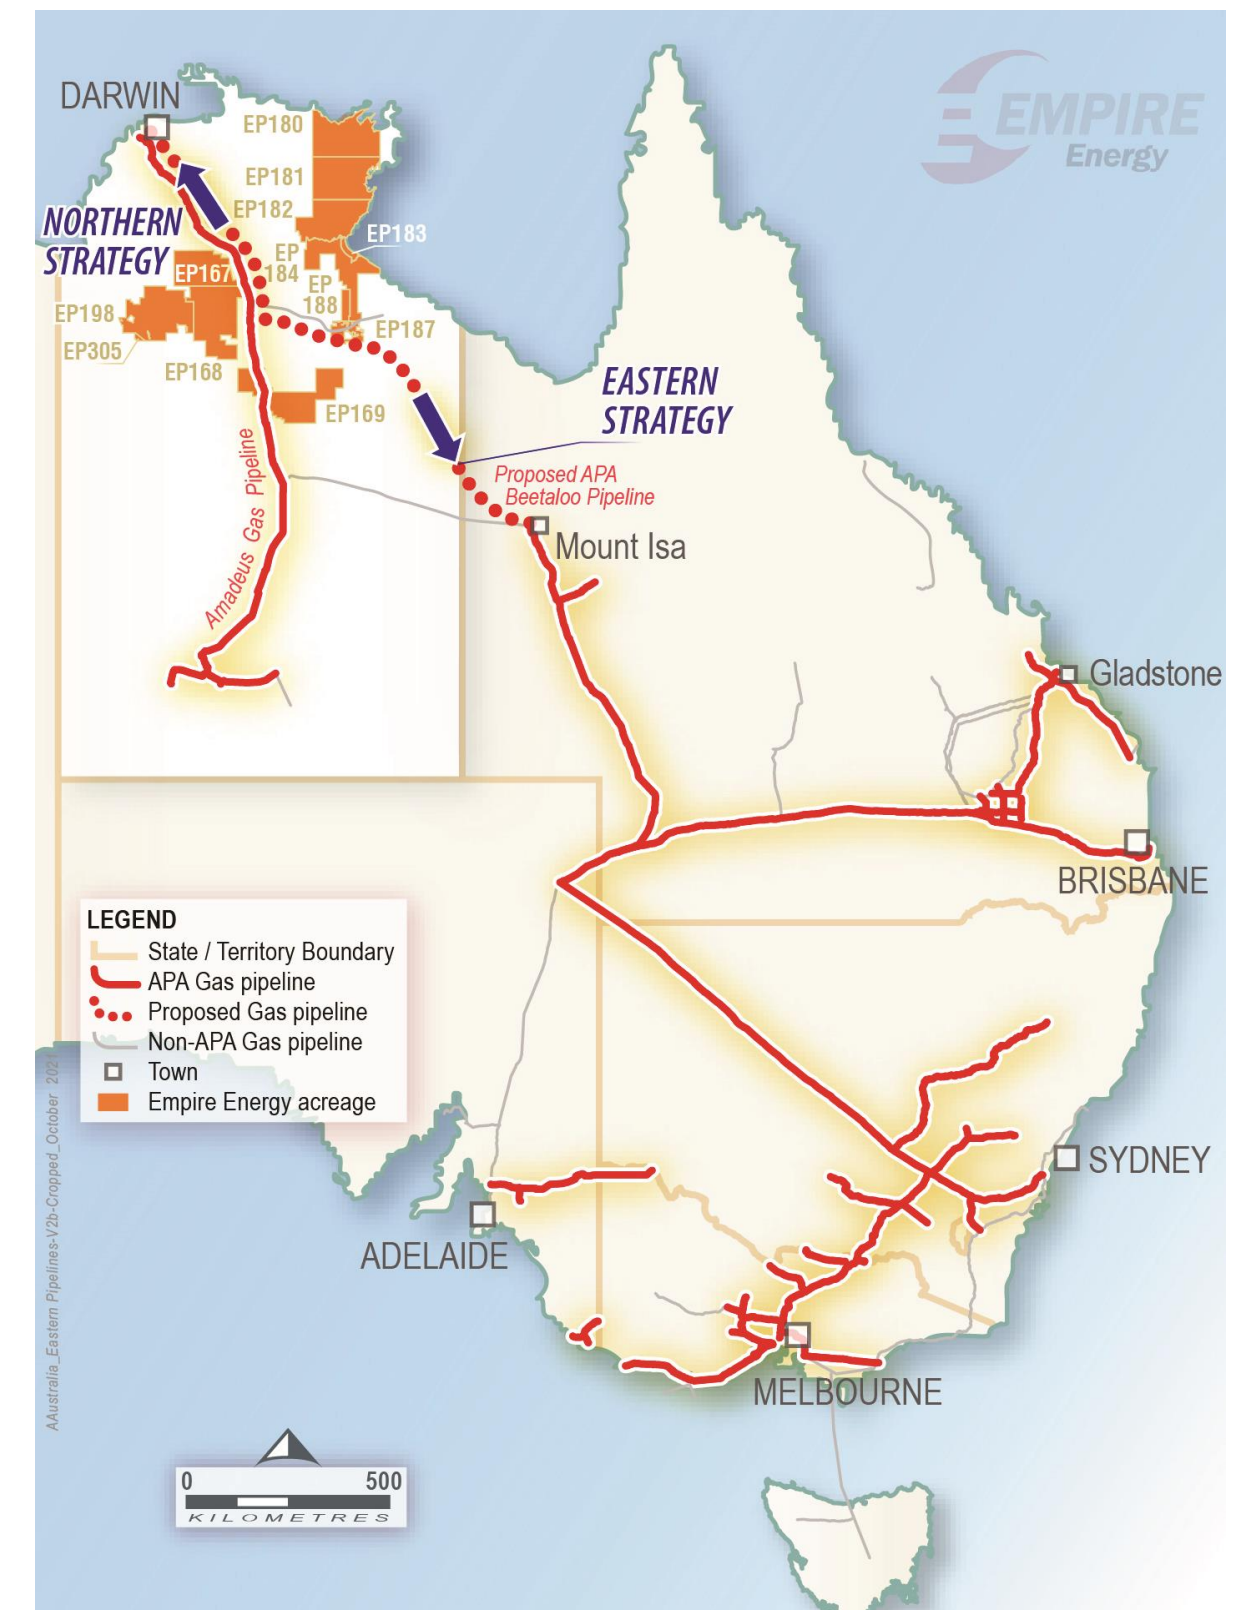 EMPIRE
Energy
DARWIN
EP180
EP181
EP182
EP183
NORTHERN
STRATEGY
EP
184
EP167
EP
188
EP198
EP187
EP305
EP168
EP169
EASTERN
STRATEGY
Proposed APA
Beetaloo Pipeline
Amadeus Gas Pipeline
Mount Isa
Gladstone
BRISBANE
LEGEND
State / Territory Boundary
APA Gas pipeline
Proposed Gas pipeline
Non-APA Gas pipeline
Town
Empire Energy acreage
SYDNEY
ADELAIDE
MELBOURNE
AAustralia_Eastern Pipelines-V2b-Cropped_October 2021
0 500
KILOMETRES